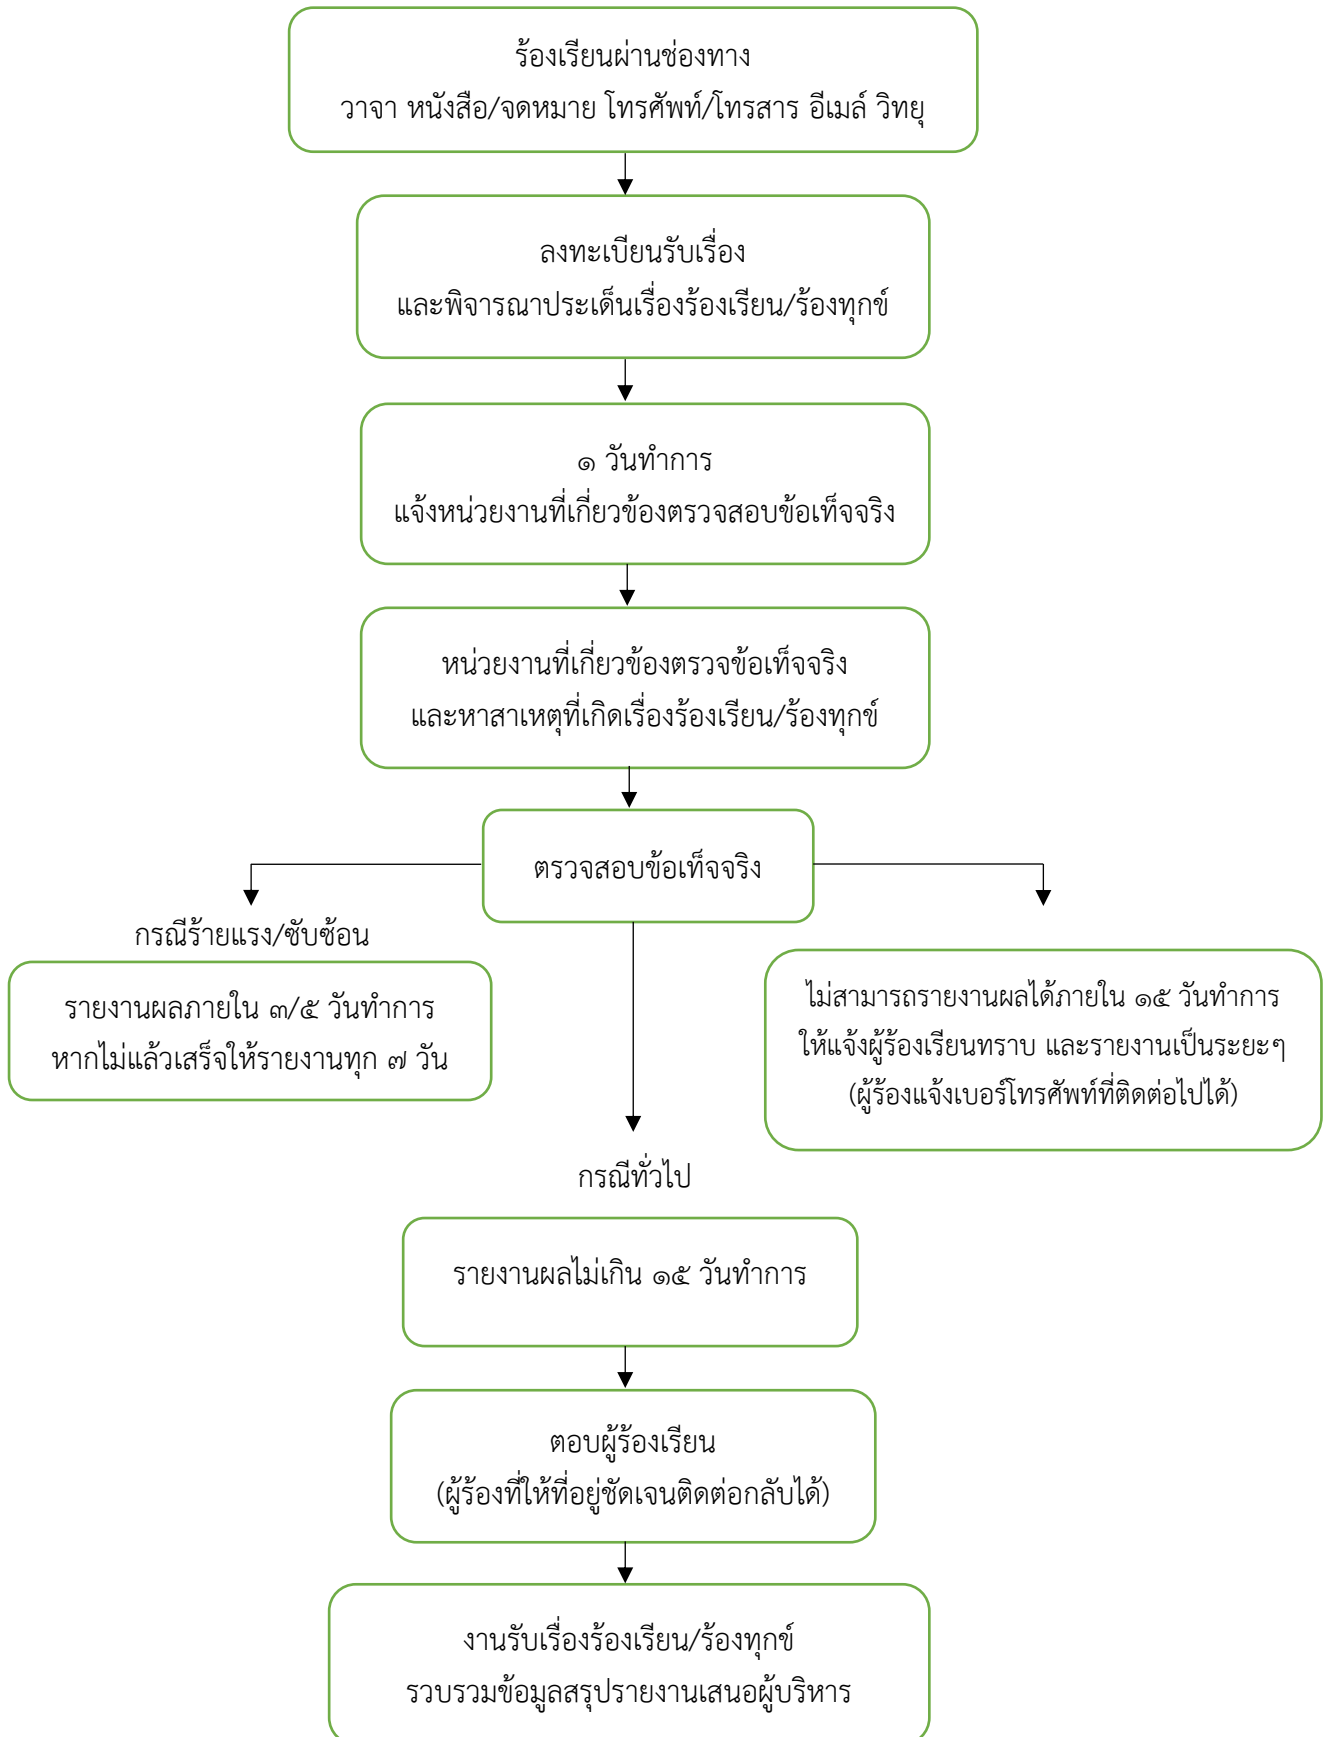 ร้องเรียนผ่านช่องทาง
วาจา หนังสือ/จดหมาย โทรศัพท์/โทรสาร อีเมล์ วิทยุ
ลงทะเบียนรับเรื่อง
และพิจารณาประเด็นเรื่องร้องเรียน/ร้องทุกข์
๑ วันทำการ
แจ้งหน่วยงานที่เกี่ยวข้องตรวจสอบข้อเท็จจริง
หน่วยงานที่เกี่ยวข้องตรวจข้อเท็จจริง
และหาสาเหตุที่เกิดเรื่องร้องเรียน/ร้องทุกข์
ตรวจสอบข้อเท็จจริง
กรณีร้ายแรง/ซับซ้อน
รายงานผลภายใน ๓/๕ วันทำการ
หากไม่แล้วเสร็จให้รายงานทุก ๗ วัน
ไม่สามารถรายงานผลได้ภายใน ๑๕ วันทำการ
ให้แจ้งผู้ร้องเรียนทราบ และรายงานเป็นระยะๆ
(ผู้ร้องแจ้งเบอร์โทรศัพท์ที่ติดต่อไปได้)
กรณีทั่วไป
รายงานผลไม่เกิน ๑๕ วันทำการ
ตอบผู้ร้องเรียน
(ผู้ร้องที่ให้ที่อยู่ชัดเจนติดต่อกลับได้)
งานรับเรื่องร้องเรียน/ร้องทุกข์
รวบรวมข้อมูลสรุปรายงานเสนอผู้บริหาร